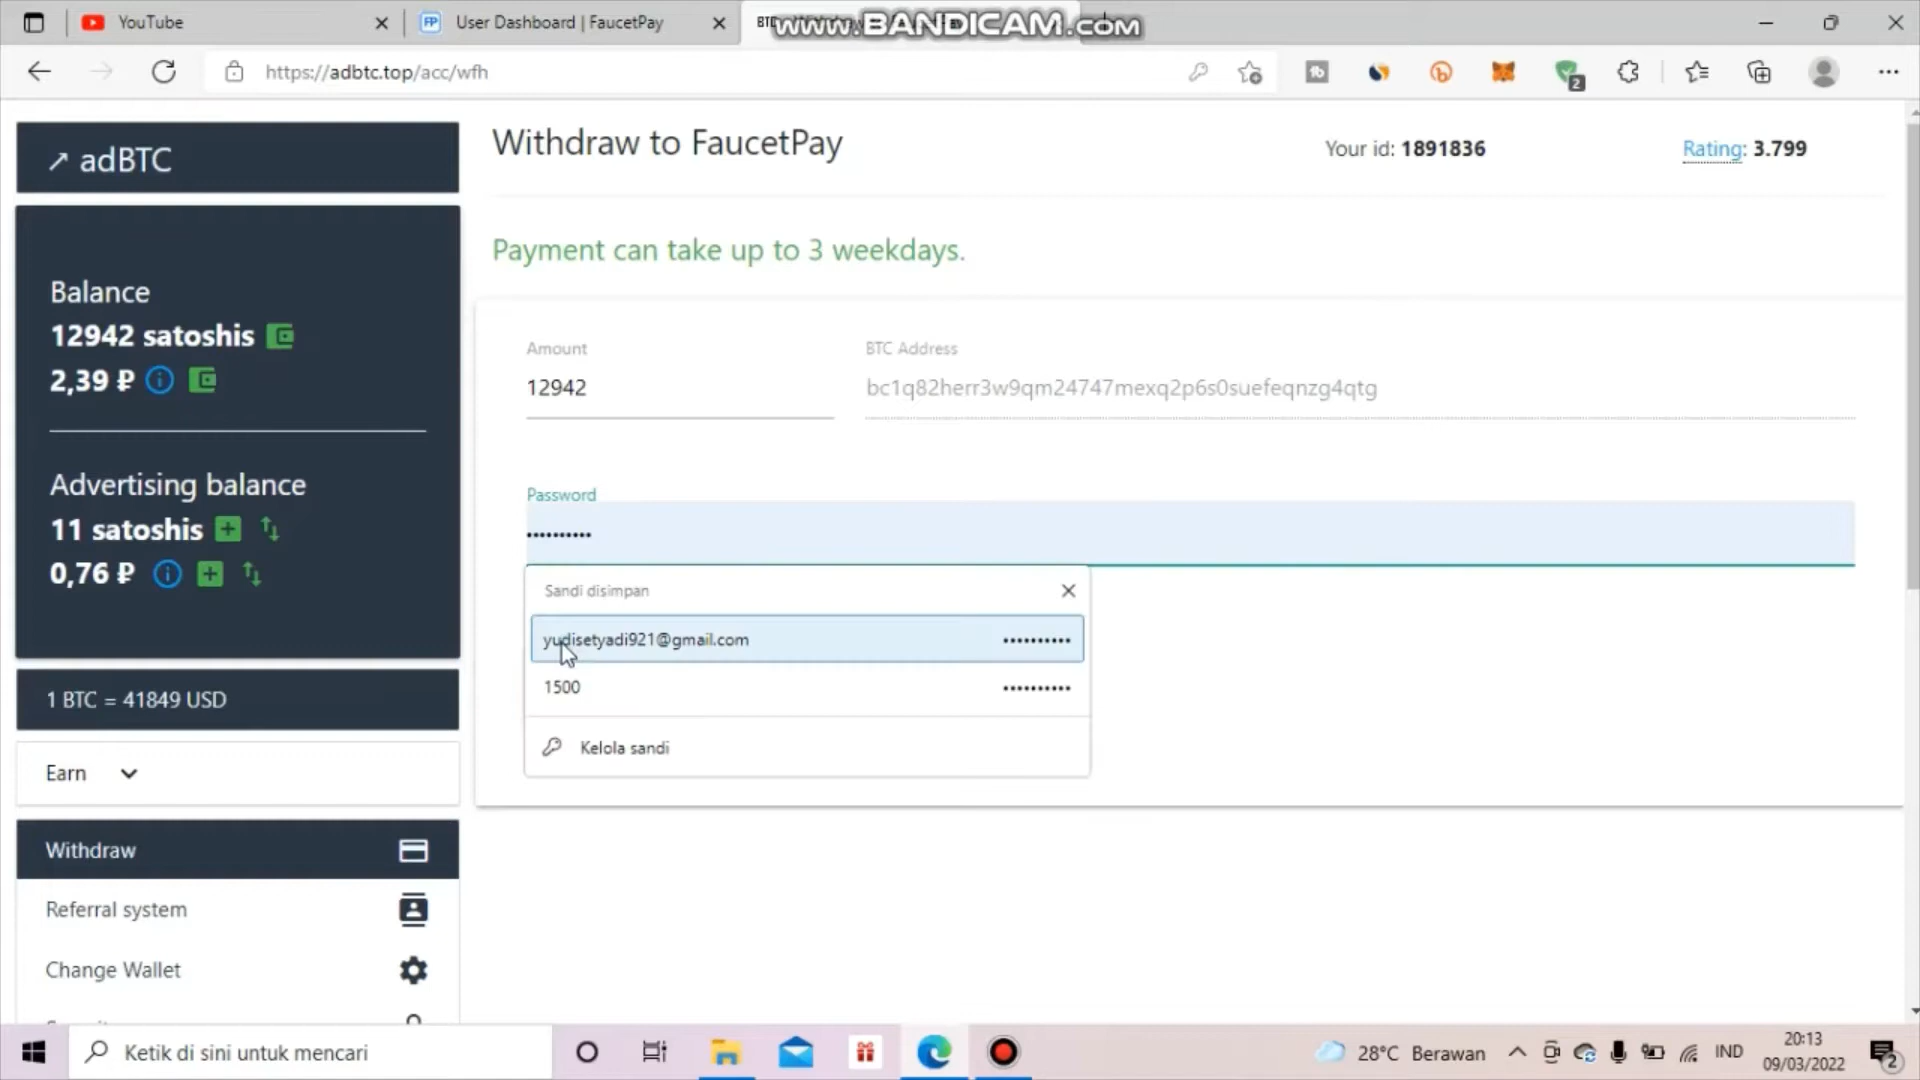 YouTube
User Dashboard | FaucetPay
www.BANDICAM.com
https://adbtc.top/acc/wfh
2
adBTC
Withdraw to FaucetPay
Your id: 1891836
Rating: 3.799
Payment can take up to 3 weekdays.
Balance
12942 satoshis
2,39 ₽
Advertising balance
11 satoshis
0,76 ₽
Amount
12942
BTC Address
bc1q82herr3w9qm24747mexq2p6s0suefeqnzg4qtg
Password
••••••••••
Sandi disimpan
yudisetyadi921@gmail.com ••••••••••
1500 ••••••••••
Kelola sandi
1 BTC = 41849 USD
Earn
Withdraw
Referral system
Change Wallet
Ketik di sini untuk mencari
28°C Berawan
IND
20:13
09/03/2022
2